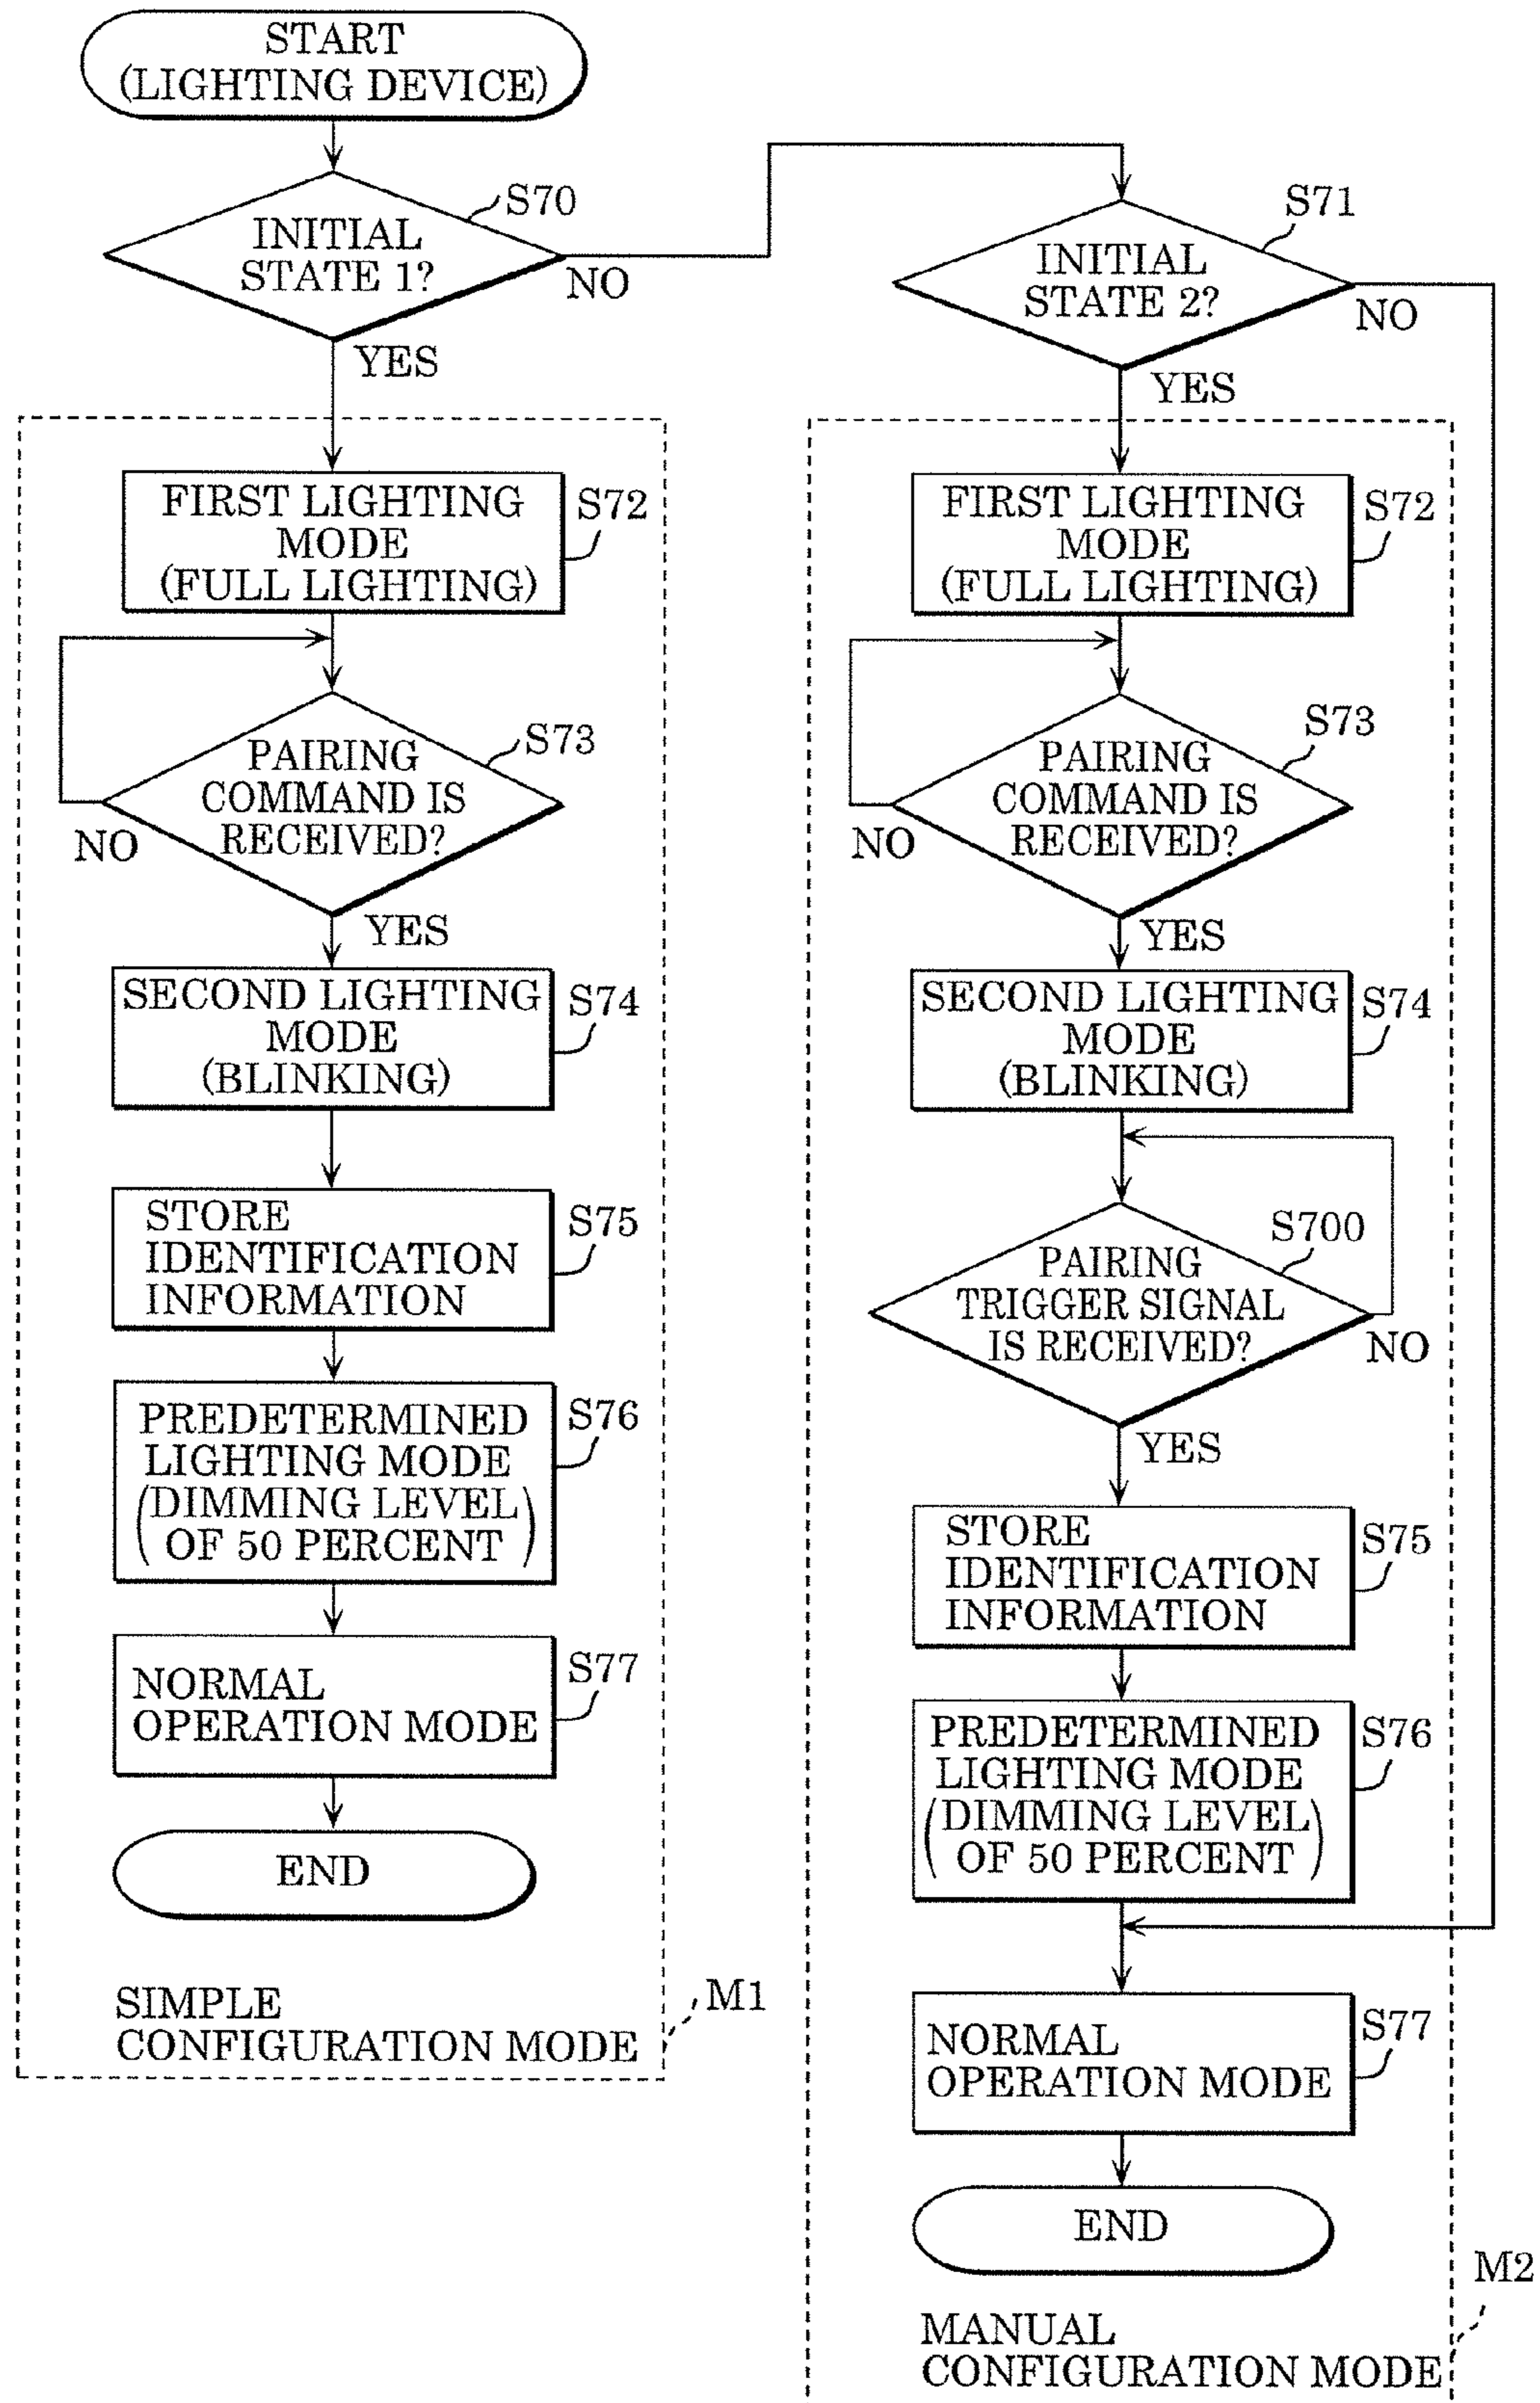 START
(LIGHTING DEVICE)
INITIAL
STATE 1?
S70
NO
YES
FIRST LIGHTING
MODE
(FULL LIGHTING)
S72
PAIRING
COMMAND IS
RECEIVED?
S73
NO
YES
SECOND LIGHTING
MODE
(BLINKING)
S74
STORE
IDENTIFICATION
INFORMATION
S75
PREDETERMINED
LIGHTING MODE
(DIMMING LEVEL
OF 50 PERCENT)
S76
NORMAL
OPERATION MODE
S77
END
SIMPLE
CONFIGURATION MODE
M1
INITIAL
STATE 2?
S71
NO
YES
FIRST LIGHTING
MODE
(FULL LIGHTING)
S72
PAIRING
COMMAND IS
RECEIVED?
S73
NO
YES
SECOND LIGHTING
MODE
(BLINKING)
S74
PAIRING
TRIGGER SIGNAL
IS RECEIVED?
S700
NO
YES
STORE
IDENTIFICATION
INFORMATION
S75
PREDETERMINED
LIGHTING MODE
(DIMMING LEVEL
OF 50 PERCENT)
S76
NORMAL
OPERATION MODE
S77
END
MANUAL
CONFIGURATION MODE
M2